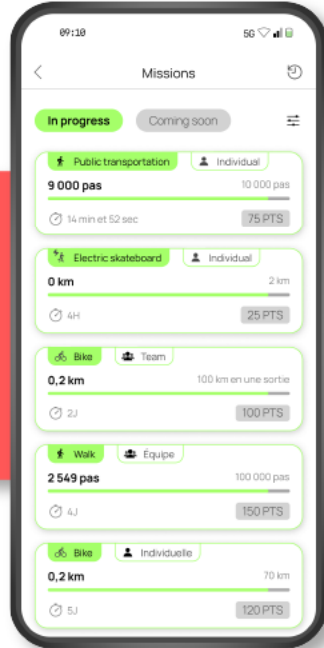 09:10 5G
Missions
In progress Coming soon
Public transportation Individual
9 000 pas 10 000 pas
14 min et 52 sec 75 PTS
Electric skateboard Individual
0 km 2 km
4H 25 PTS
Bike Team
0,2 km 100 km en une sortie
2J 100 PTS
Walk Équipe
2 549 pas 100 000 pas
4J 150 PTS
Bike Individuelle
0,2 km 70 km
5J 120 PTS